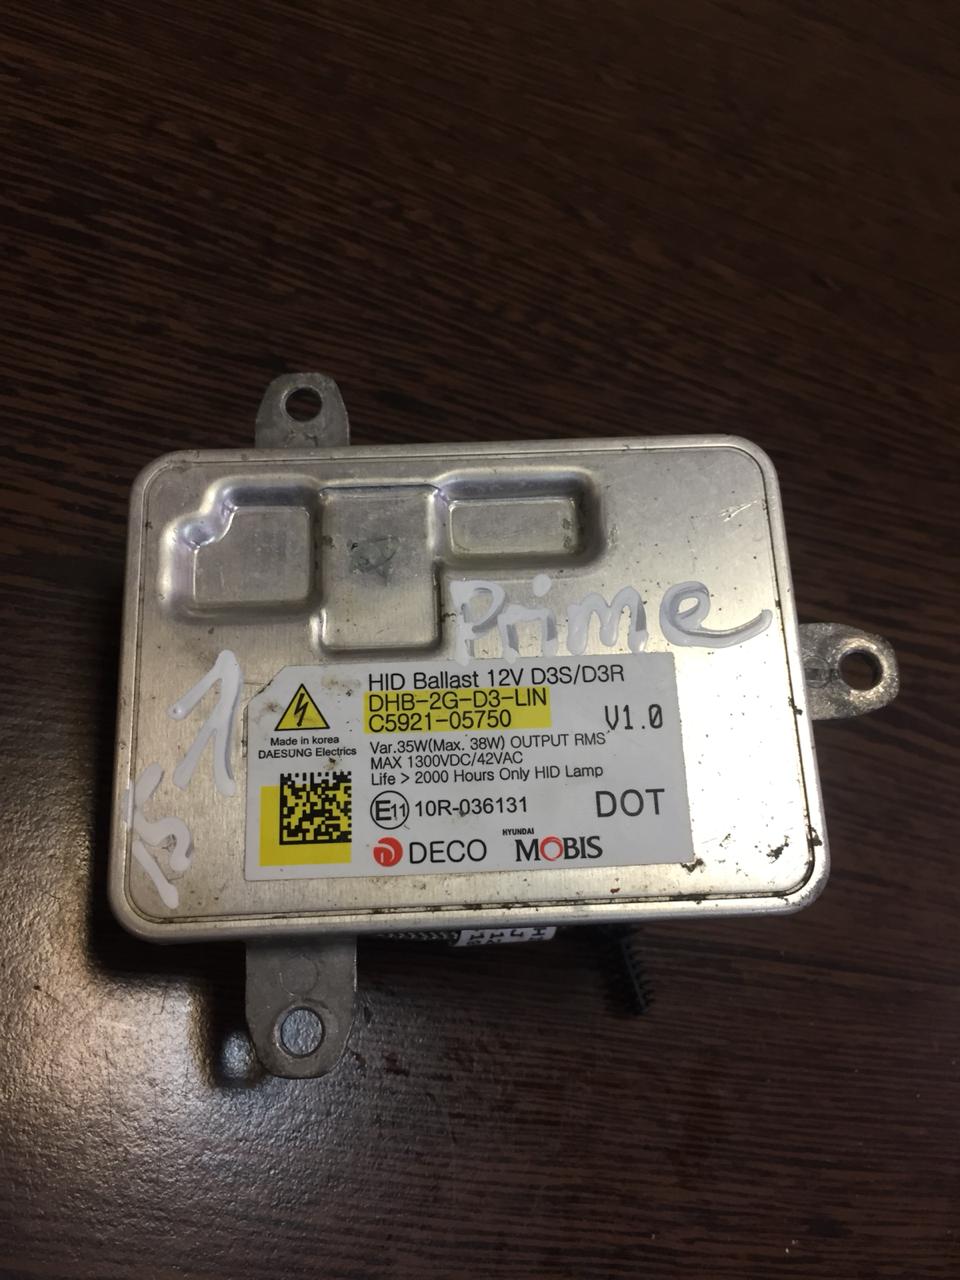 Prime
15 1
HID Ballast 12V D3S/D3R
DHB-2G-D3-LIN
C5921-05750
V1.0
Made in korea
DAESUNG Electrics
Var.35W(Max. 38W) OUTPUT RMS
MAX 1300VDC/42VAC
Life > 2000 Hours Only HID Lamp
E11 10R-036131
DOT
DECO
HYUNDAI
MOBIS